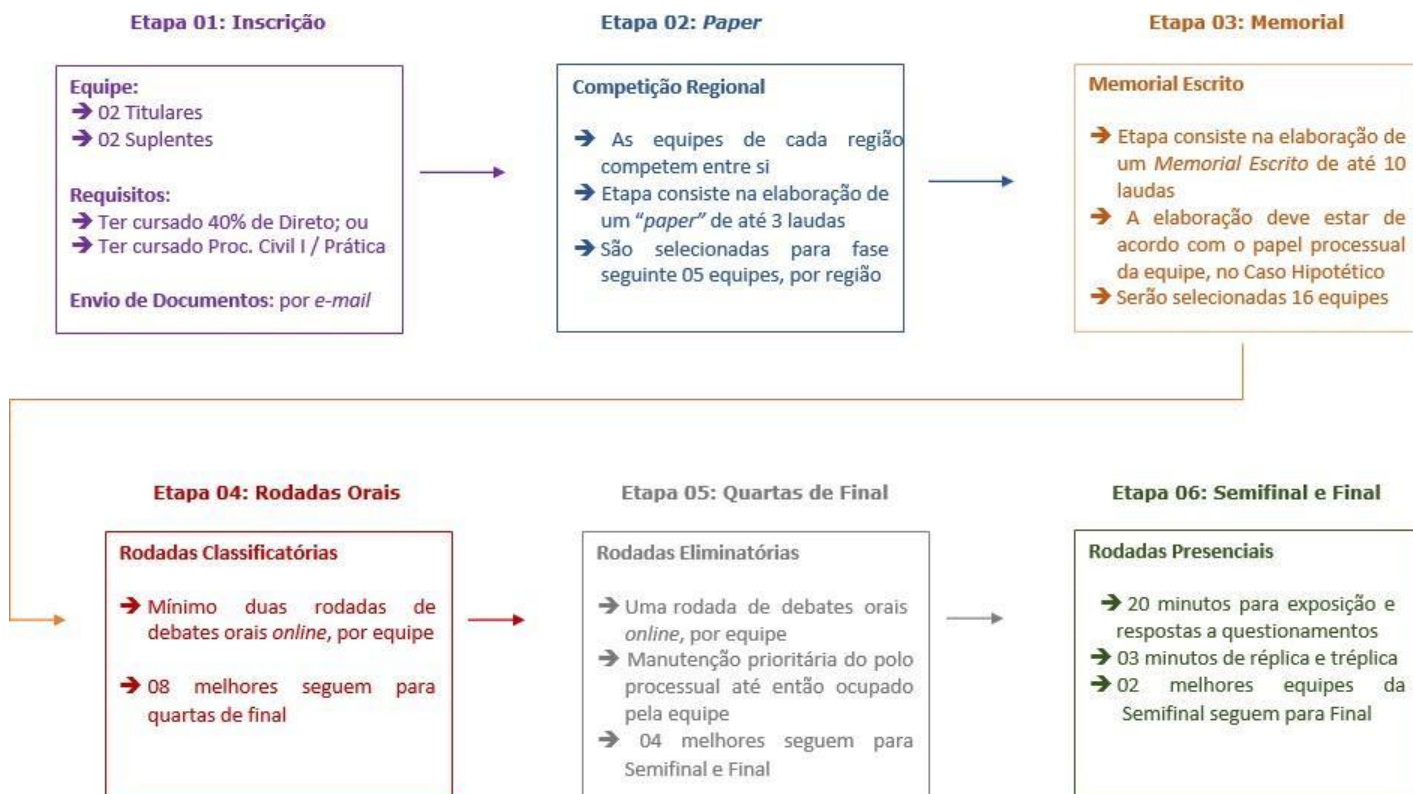 Etapa 01: Inscrição
Equipe:
➔ 02 Titulares
➔ 02 Suplentes
Requisitos:
➔ Ter cursado 40% de Direto; ou
➔ Ter cursado Proc. Civil I / Prática
Envio de Documentos: por e-mail
Etapa 02: Paper
Competição Regional
➔ As equipes de cada região
competem entre si
➔ Etapa consiste na elaboração de
um “paper” de até 3 laudas
➔ São selecionadas para fase
seguinte 05 equipes, por região
Etapa 03: Memorial
Memorial Escrito
➔ Etapa consiste na elaboração de
um Memorial Escrito de até 10
laudas
➔ A elaboração deve estar de
acordo com o papel processual
da equipe, no Caso Hipotético
➔ Serão selecionadas 16 equipes
Etapa 04: Rodadas Orais
Rodadas Classificatórias
➔ Mínimo duas rodadas de
debates orais online, por equipe
➔ 08 melhores seguem para
quartas de final
Etapa 05: Quartas de Final
Rodadas Eliminatórias
➔ Uma rodada de debates orais
online, por equipe
➔ Manutenção prioritária do polo
processual até então ocupado
pela equipe
➔ 04 melhores seguem para
Semifinal e Final
Etapa 06: Semifinal e Final
Rodadas Presenciais
➔ 20 minutos para exposição e
respostas a questionamentos
➔ 03 minutos de réplica e tréplica
➔ 02 melhores equipes da
Semifinal seguem para Final